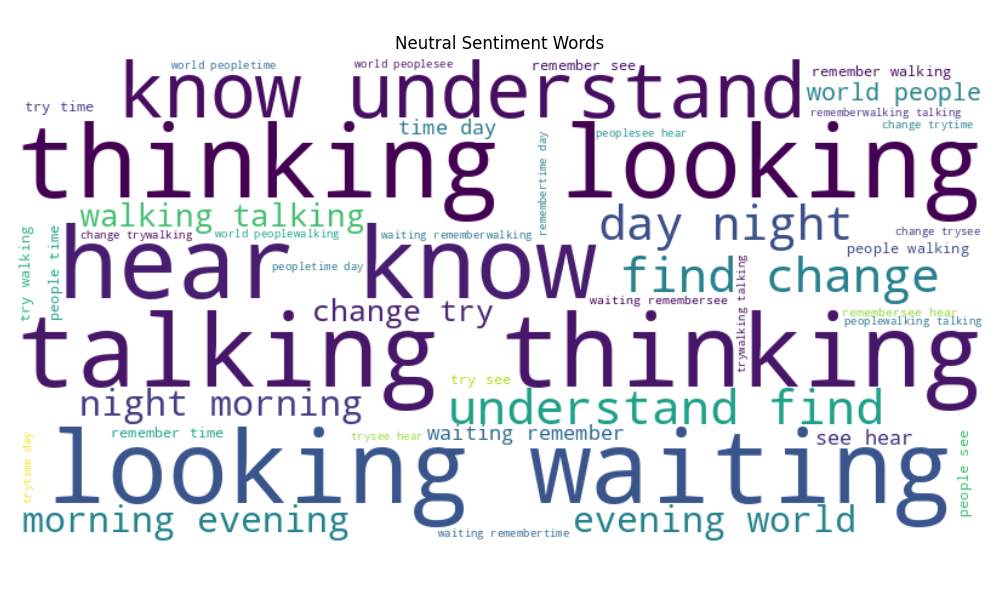 Neutral Sentiment Words
world peopletime
world peoplesee
remember see
know understand
remember walking
world people
try time
rememberwalking talking
time day
peoplesee hear
change trytime
thinking looking
remembertime day
walking talking
day night
change trywalking
world peoplewalking
waiting rememberwalking
change trysee
try walking
people time
hear know
people walking
peopletime day
find change
trywalking talking
waiting remembersee
change try
remembersee hear
peoplewalking talking
talking thinking
try see
night morning
understand find
remember time
trysee hear
waiting remember
see hear
people see
trytime day
looking waiting
morning evening
evening world
waiting remembertime